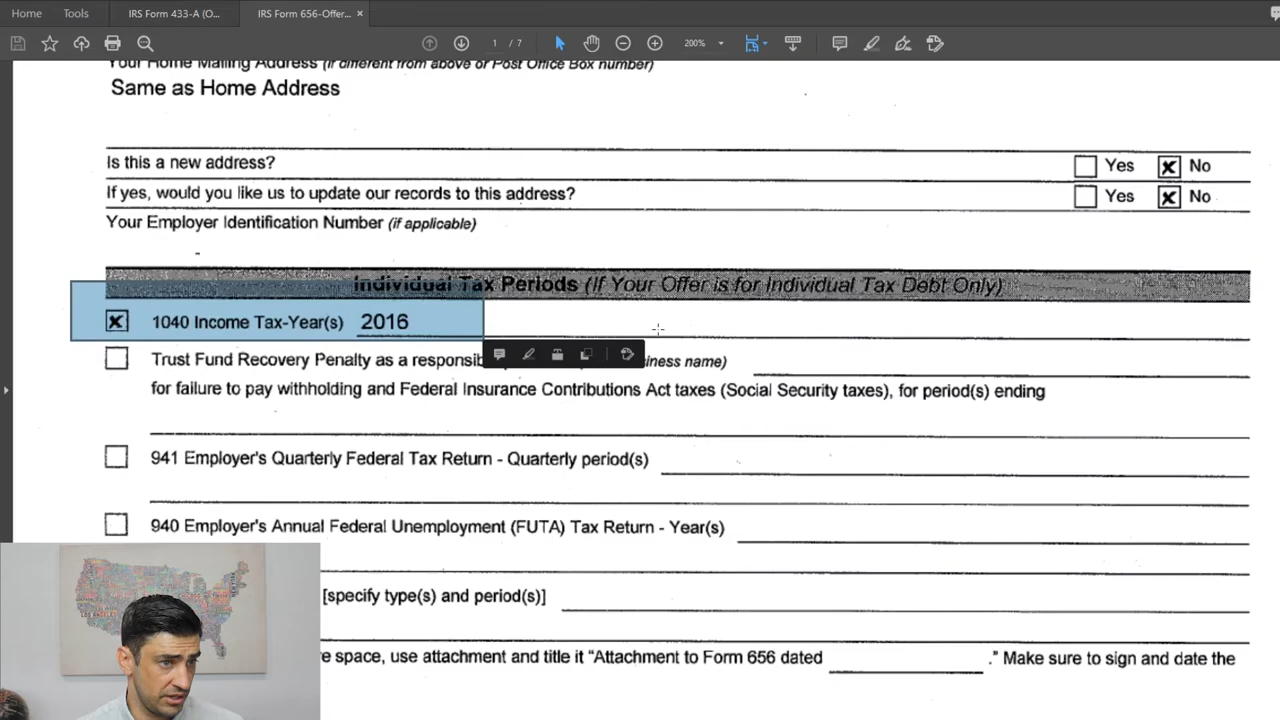 Home Tools IRS Form 433-A (O... IRS Form 656-Offer... ×
1 / 7 200%
Your Home Mailing Address (if different from above or Post Office Box number)
Same as Home Address
Is this a new address? Yes No
If yes, would you like us to update our records to this address? Yes No
Your Employer Identification Number (if applicable)
Individual Tax Periods (If Your Offer is for Individual Tax Debt Only)
1040 Income Tax-Year(s) 2016
Trust Fund Recovery Penalty as a name)
for failure to pay withholding and Federal Insurance Contributions Act taxes (Social Security taxes), for period(s) ending
941 Employer's Quarterly Federal Tax Return - Quarterly period(s)
940 Employer's Annual Federal Unemployment (FUTA) Tax Return - Year(s)
[specify type(s) and period(s)]
space, use attachment and title it “Attachment to Form 656 dated .” Make sure to sign and date the